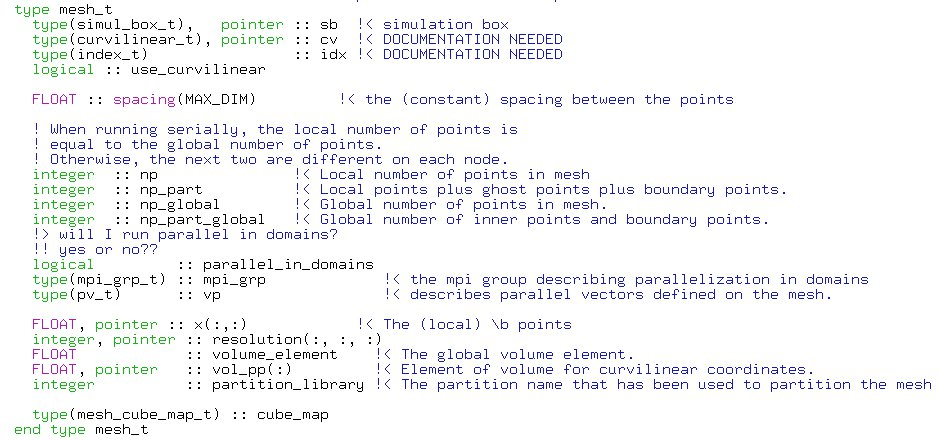 type mesh_t
  type(simul_box_t),   pointer :: sb  !< simulation box
  type(curvilinear_t), pointer :: cv  !< DOCUMENTATION NEEDED
  type(index_t)                :: idx !< DOCUMENTATION NEEDED
  logical :: use_curvilinear

  FLOAT :: spacing(MAX_DIM)         !< the (constant) spacing between the points

  ! When running serially, the local number of points is
  ! equal to the global number of points.
  ! Otherwise, the next two are different on each node.
  integer  :: np               !< Local number of points in mesh
  integer  :: np_part          !< Local points plus ghost points plus boundary points.
  integer  :: np_global        !< Global number of points in mesh.
  integer  :: np_part_global   !< Global number of inner points and boundary points.
  !> will I run parallel in domains?
  !! yes or no??
  logical         :: parallel_in_domains
  type(mpi_grp_t) :: mpi_grp             !< the mpi group describing parallelization in domains
  type(pv_t)      :: vp                  !< describes parallel vectors defined on the mesh.

  FLOAT, pointer :: x(:,:)            !< The (local) \b points
  integer, pointer :: resolution(:, :, :)
  FLOAT            :: volume_element    !< The global volume element.
  FLOAT, pointer   :: vol_pp(:)         !< Element of volume for curvilinear coordinates.
  integer          :: partition_library !< The partition name that has been used to partition the mesh

  type(mesh_cube_map_t) :: cube_map
end type mesh_t